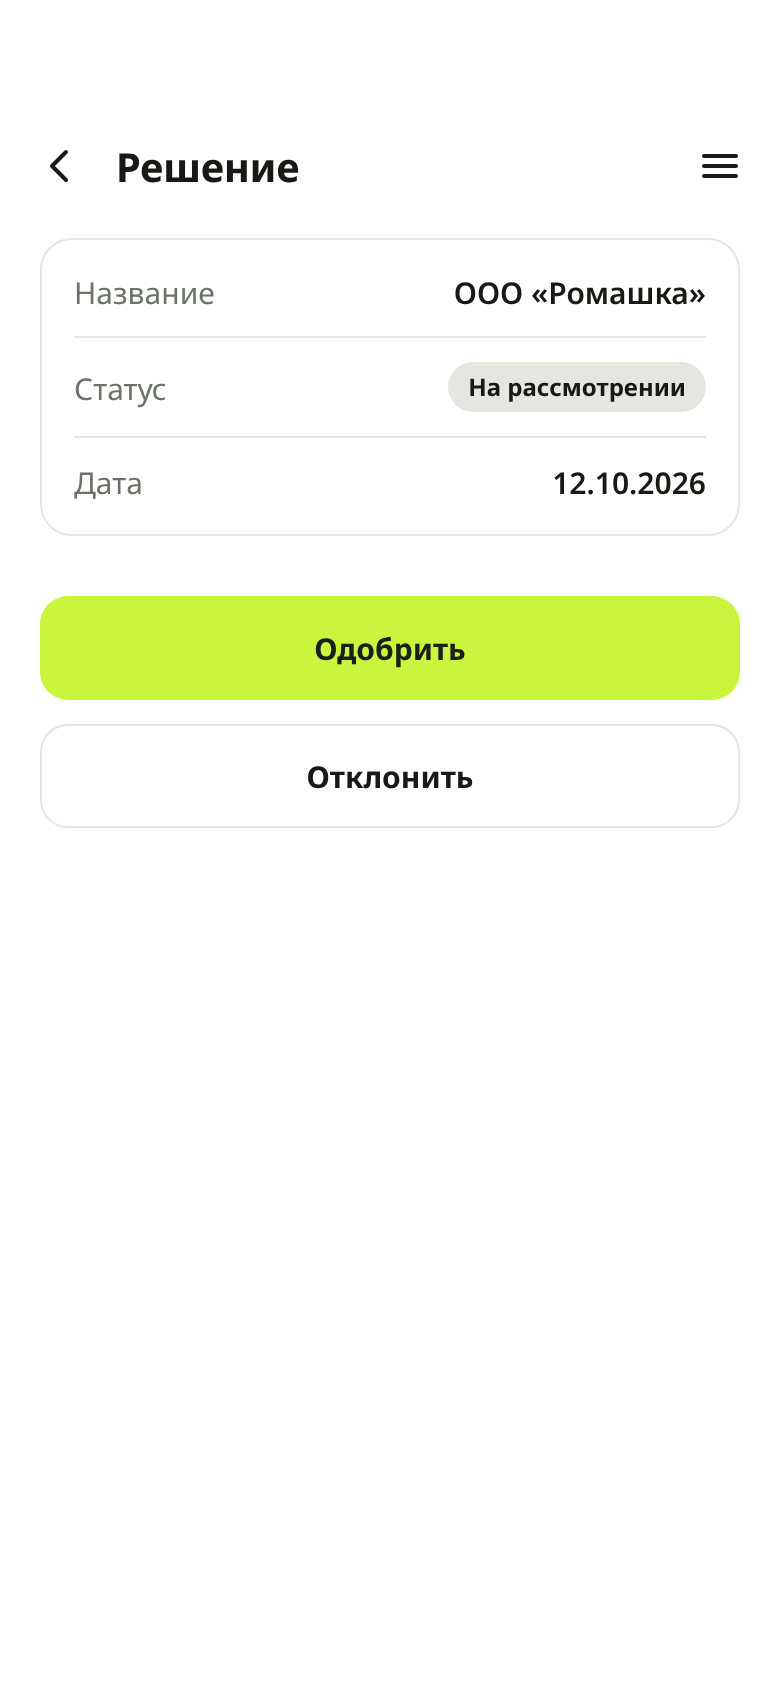 Решение
Название
ООО «Ромашка»
Статус
На рассмотрении
Дата
12.10.2026
Одобрить
Отклонить